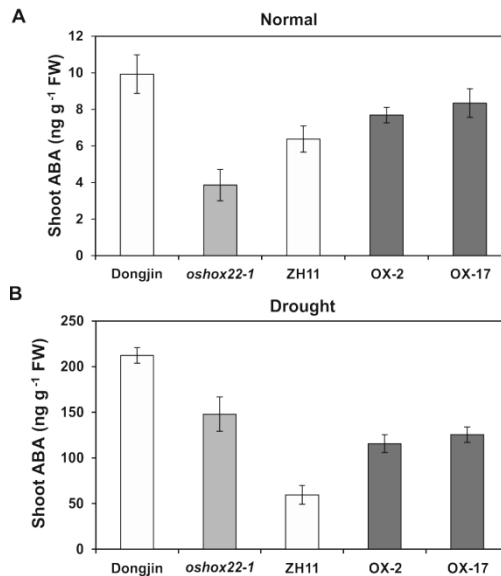 A
Normal
Shoot ABA (ng g⁻¹ FW)
12
10
8
6
4
2
0
Dongjin oshox22-1 ZH11 OX-2 OX-17
B
Drought
Shoot ABA (ng g⁻¹ FW)
250
200
150
100
50
0
Dongjin oshox22-1 ZH11 OX-2 OX-17